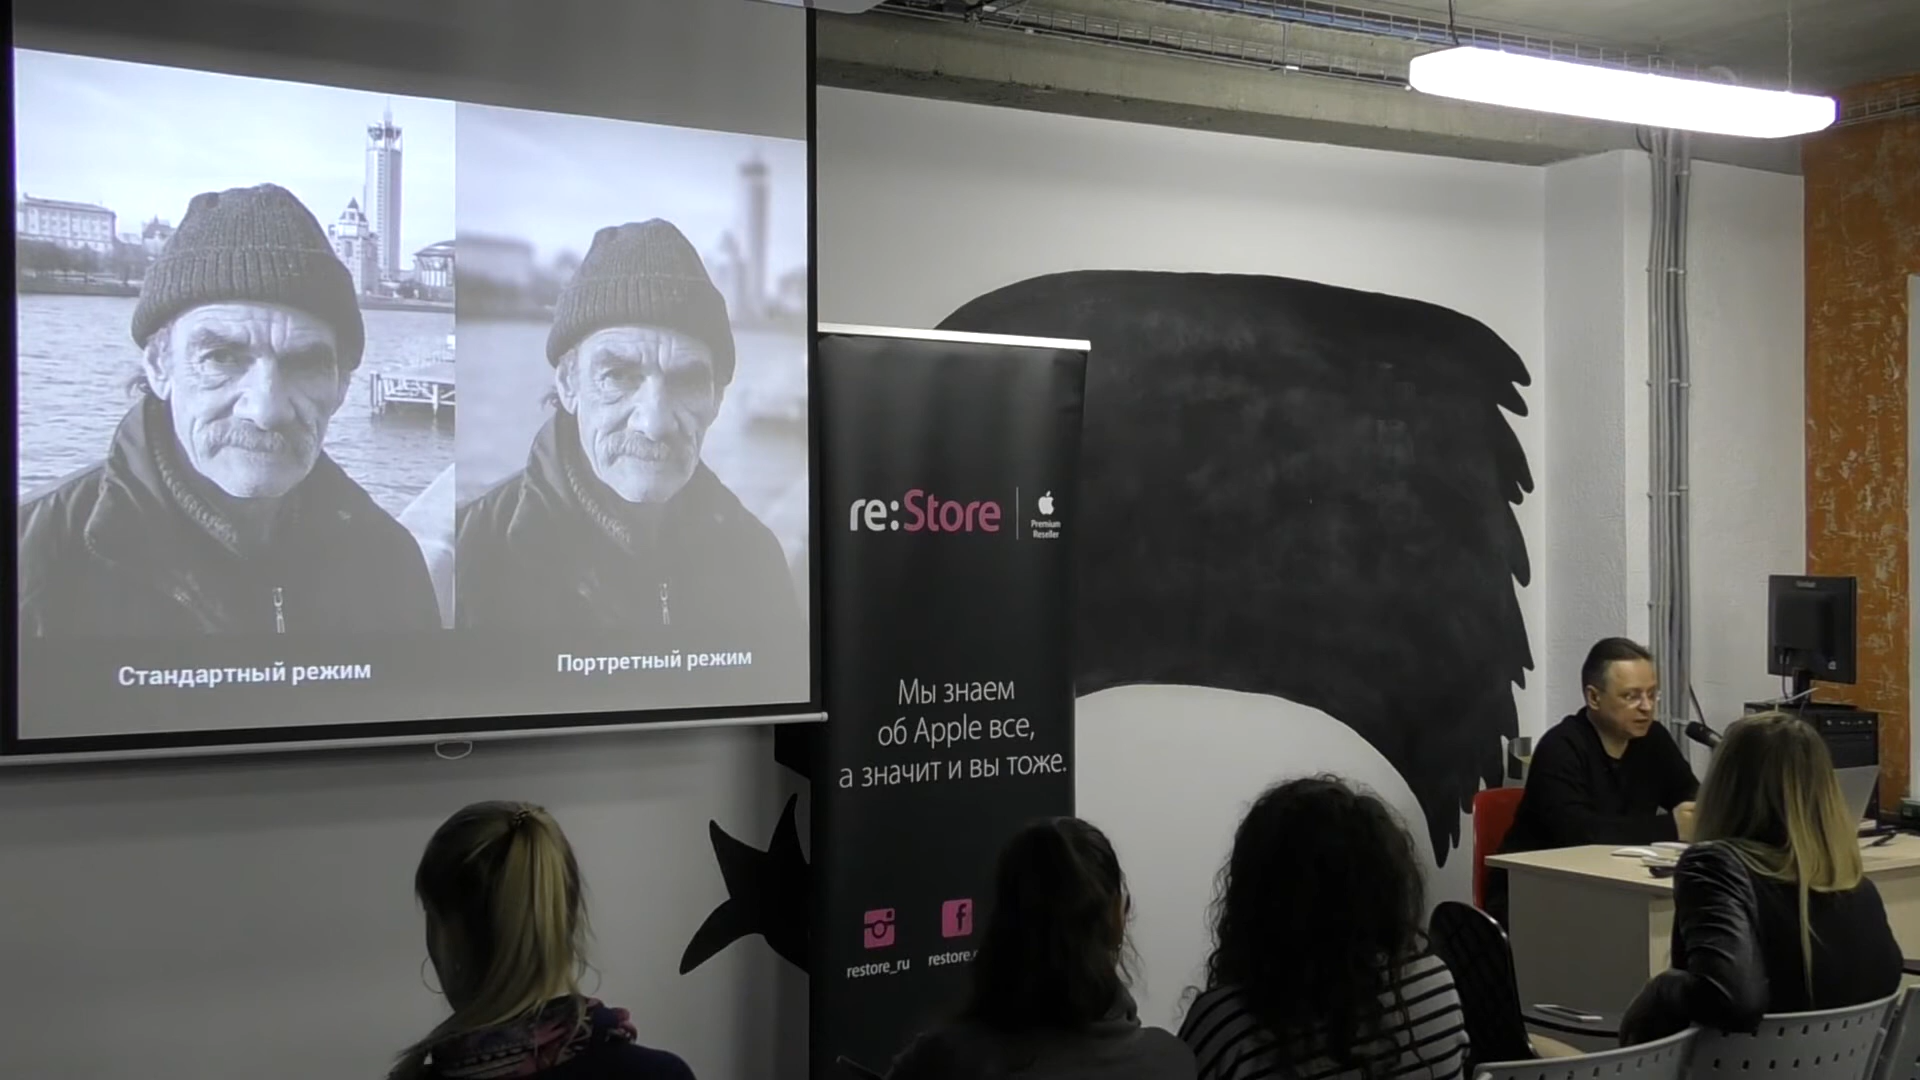 Стандартный режим
Портретный режим
re:Store
Premium
Reseller
Мы знаем
об Apple все,
а значит и вы тоже.
restore_ru